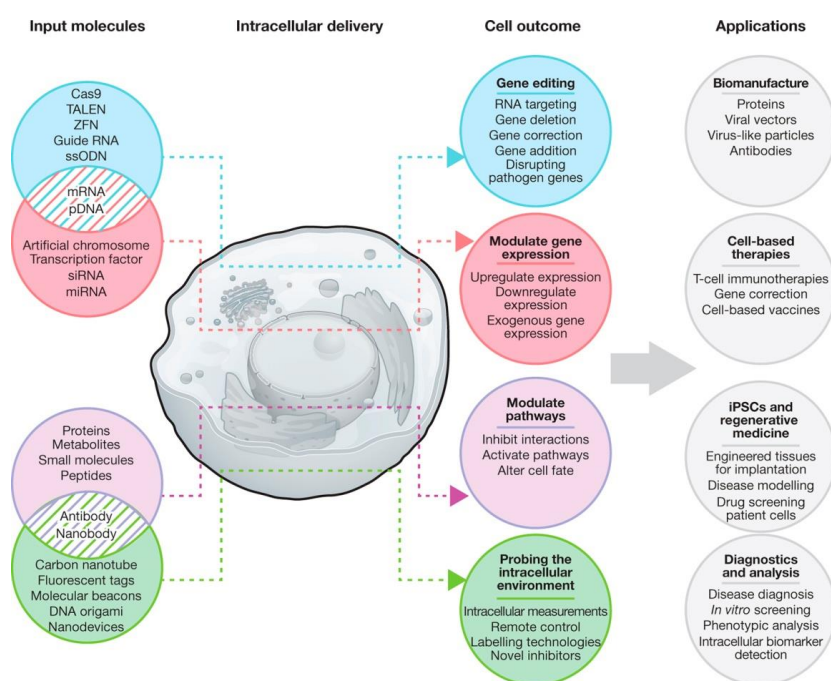 Input molecules
Intracellular delivery
Cell outcome
Applications
Cas9
TALEN
ZFN
Guide RNA
ssODN
mRNA
pDNA
Artificial chromosome
Transcription factor
siRNA
miRNA
Proteins
Metabolites
Small molecules
Peptides
Antibody
Nanobody
Carbon nanotube
Fluorescent tags
Molecular beacons
DNA origami
Nanodevices
Gene editing
RNA targeting
Gene deletion
Gene correction
Gene addition
Disrupting
pathogen genes
Modulate gene
expression
Upregulate expression
Downregulate
expression
Exogenous gene
expression
Modulate
pathways
Inhibit interactions
Activate pathways
Alter cell fate
Probing the
intracellular
environment
Intracellular measurements
Remote control
Labelling technologies
Novel inhibitors
Biomanufacture
Proteins
Viral vectors
Virus-like particles
Antibodies
Cell-based
therapies
T-cell immunotherapies
Gene correction
Cell-based vaccines
iPSCs and
regenerative
medicine
Engineered tissues
for implantation
Disease modelling
Drug screening
patient cells
Diagnostics
and analysis
Disease diagnosis
In vitro screening
Phenotypic analysis
Intracellular biomarker
detection